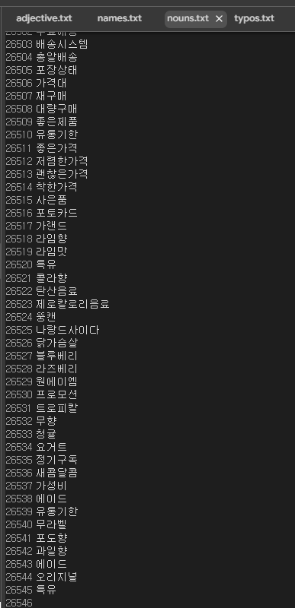 adjective.txt names.txt nouns.txt × typos.txt
26503 배송시스템
26504 총알배송
26505 포장상태
26506 가격대
26507 재구매
26508 대량구매
26509 좋은제품
26510 유통기한
26511 좋은가격
26512 저렴한가격
26513 괜찮은가격
26514 착한가격
26515 사은품
26516 포토카드
26517 가랜드
26518 라임향
26519 라임맛
26520 특유
26521 콜라향
26522 탄산음료
26523 제로칼로리음료
26524 뚱캔
26525 나랑드사이다
26526 닭가슴살
26527 블루베리
26528 라즈베리
26529 원에이엠
26530 프로모션
26531 트로피칼
26532 무향
26533 청귤
26534 요거트
26535 정기구독
26536 새콤달콤
26537 가성비
26538 에이드
26539 유통기한
26540 무라벨
26541 포도향
26542 과일향
26543 에이드
26544 오리지널
26545 특유
26546